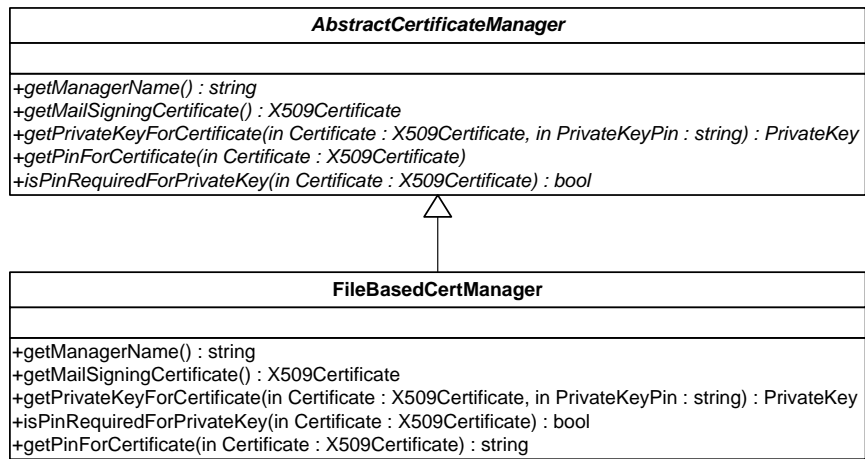 AbstractCertificateManager
+getManagerName() : string
+getMailSigningCertificate() : X509Certificate
+getPrivateKeyForCertificate(in Certificate : X509Certificate, in PrivateKeyPin : string) : PrivateKey
+getPinForCertificate(in Certificate : X509Certificate)
+isPinRequiredForPrivateKey(in Certificate : X509Certificate) : bool
FileBasedCertManager
+getManagerName() : string
+getMailSigningCertificate() : X509Certificate
+getPrivateKeyForCertificate(in Certificate : X509Certificate, in PrivateKeyPin : string) : PrivateKey
+isPinRequiredForPrivateKey(in Certificate : X509Certificate) : bool
+getPinForCertificate(in Certificate : X509Certificate) : string